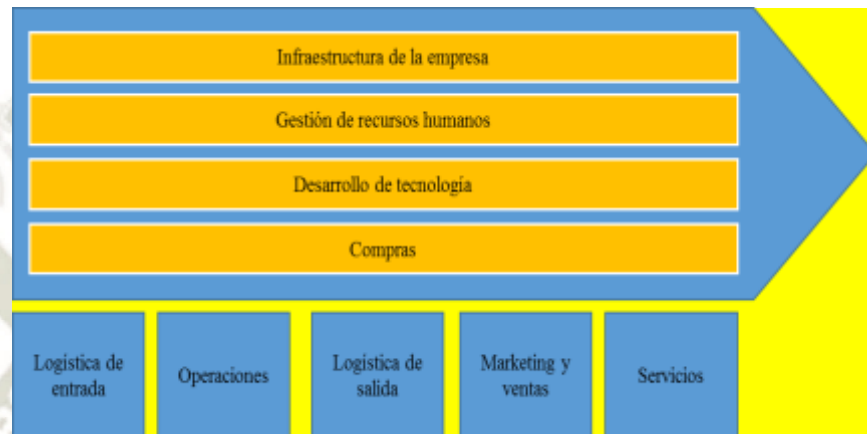 Infraestructura de la empresa
Gestión de recursos humanos
Desarrollo de tecnología
Compras
Logística de
entrada
Operaciones
Logística de
salida
Marketing y
ventas
Servicios